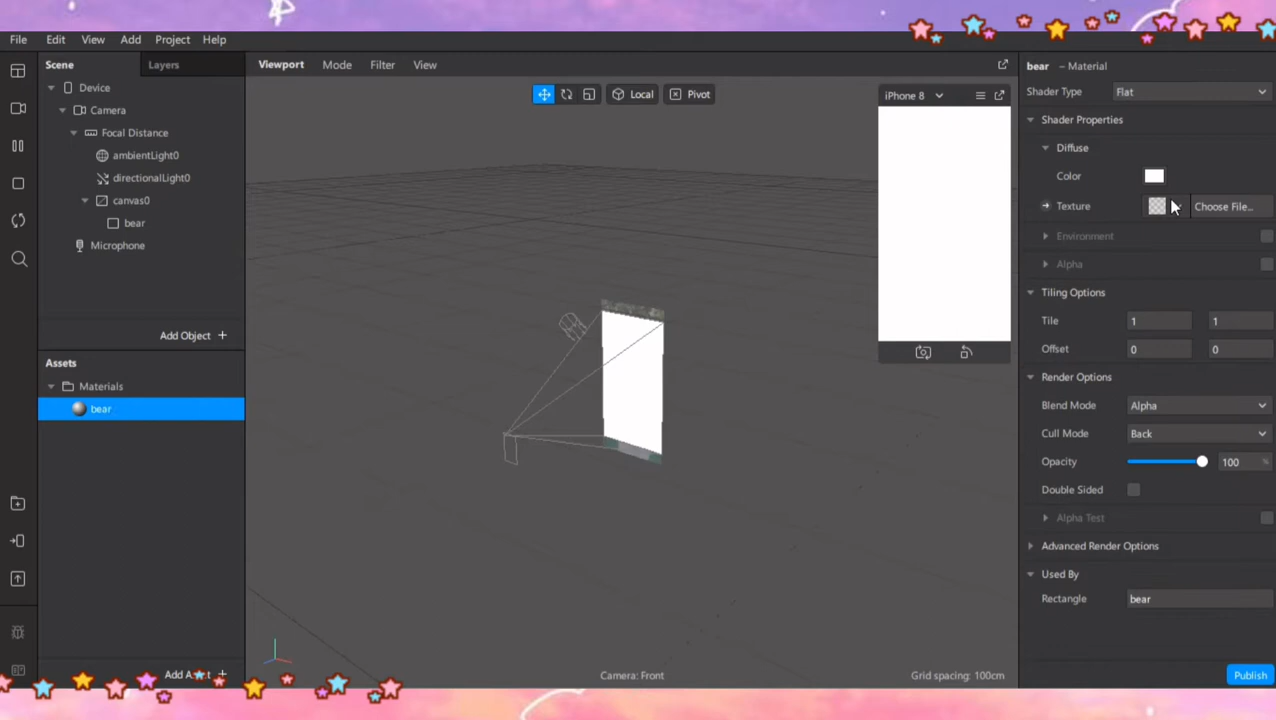 File Edit View Add Project Help
Scene Layers
Device
Camera
Focal Distance
ambientLight0
directionalLight0
canvas0
bear
Microphone
Add Object +
Assets
Materials
bear
Viewport Mode Filter View
Local Pivot
iPhone 8
Camera: Front
Grid spacing: 100cm
bear – Material
Shader Type Flat
Shader Properties
Diffuse
Color
Texture Choose File...
Environment
Alpha
Tiling Options
Tile 1 1
Offset 0 0
Render Options
Blend Mode Alpha
Cull Mode Back
Opacity 100 %
Double Sided
Alpha Test
Advanced Render Options
Used By
Rectangle bear
Publish